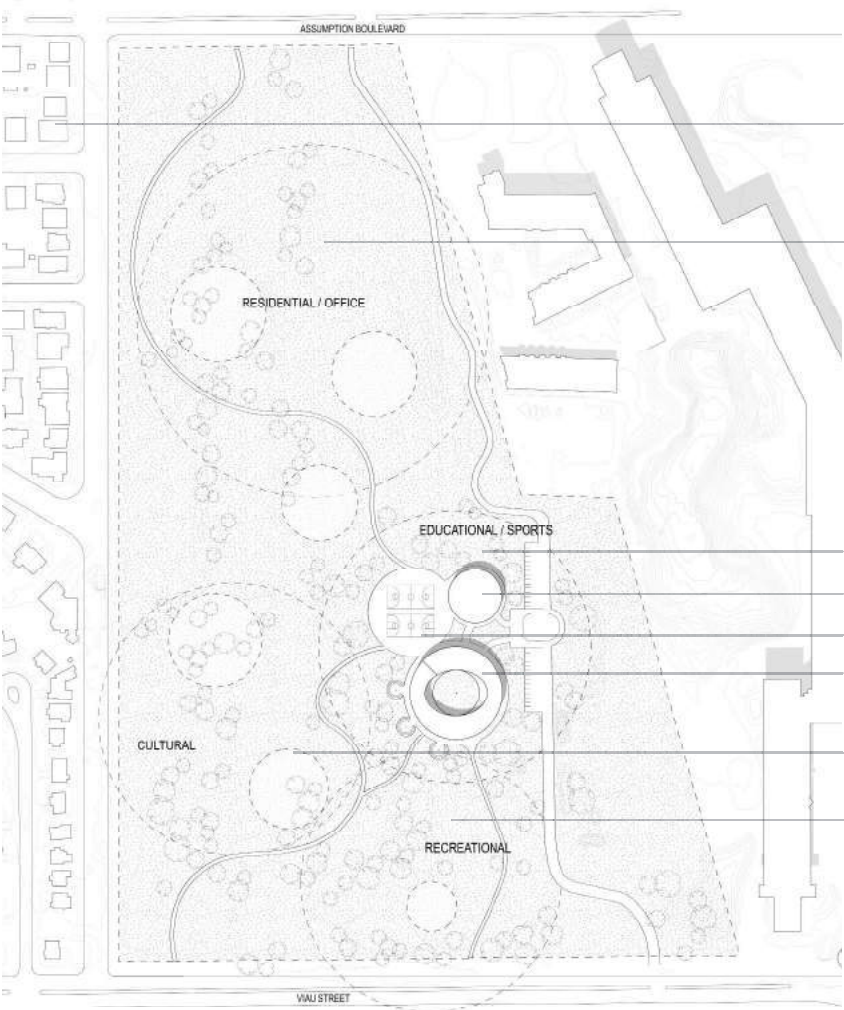 ASSUMPTION BOULEVARD
RESIDENTIAL / OFFICE
EDUCATIONAL / SPORTS
CULTURAL
RECREATIONAL
VIAU STREET